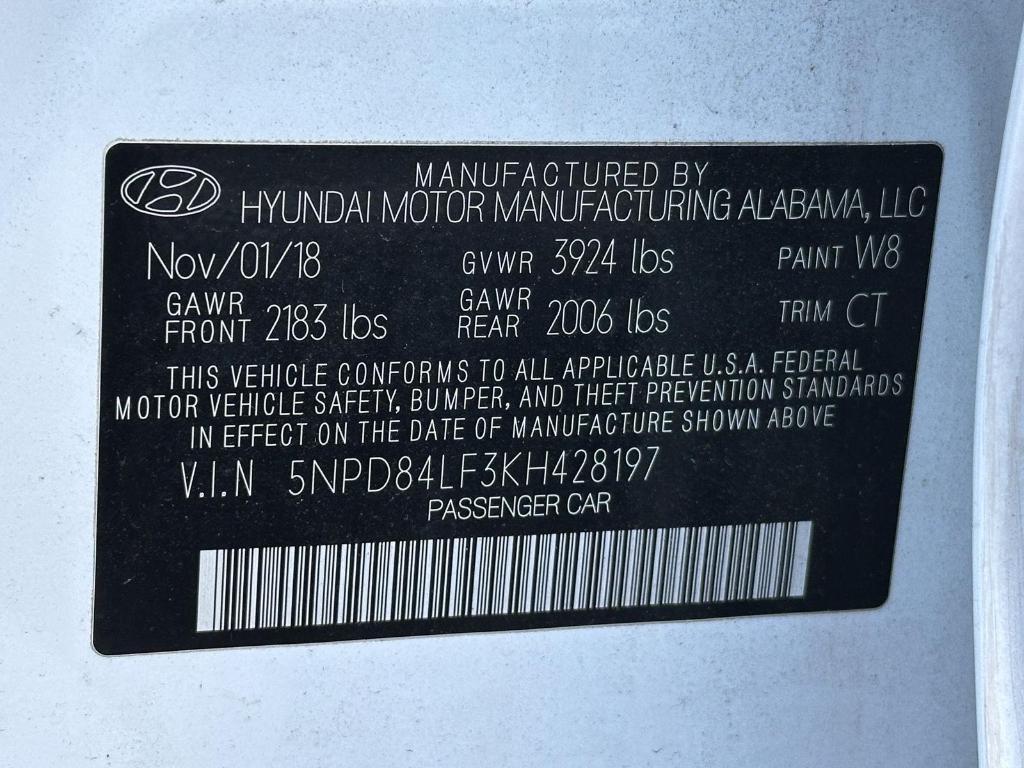 MANUFACTURED BY
HYUNDAI MOTOR MANUFACTURING ALABAMA, LLC
Nov/01/18 GVWR 3924 lbs PAINT W8
GAWR FRONT 2183 lbs GAWR REAR 2006 lbs TRIM CT
THIS VEHICLE CONFORMS TO ALL APPLICABLE U.S.A. FEDERAL
MOTOR VEHICLE SAFETY, BUMPER, AND THEFT PREVENTION STANDARDS
IN EFFECT ON THE DATE OF MANUFACTURE SHOWN ABOVE
V.I.N 5NPD84LF3KH428197
PASSENGER CAR